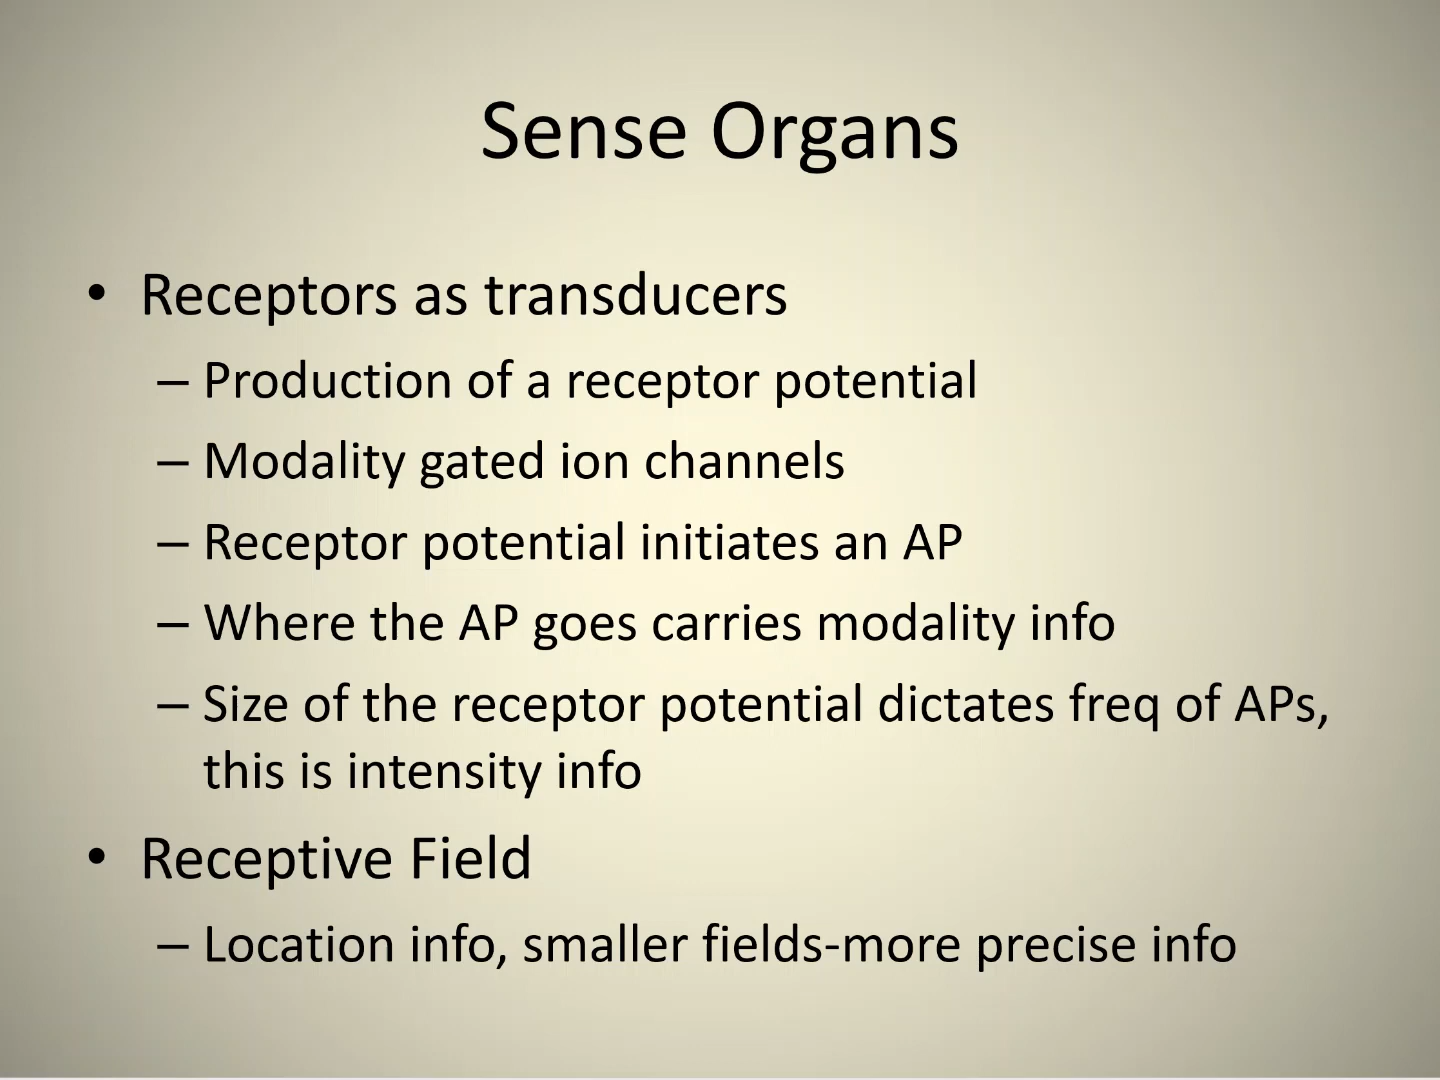 Sense Organs
• Receptors as transducers
– Production of a receptor potential
– Modality gated ion channels
– Receptor potential initiates an AP
– Where the AP goes carries modality info
– Size of the receptor potential dictates freq of APs,
this is intensity info
• Receptive Field
– Location info, smaller fields-more precise info